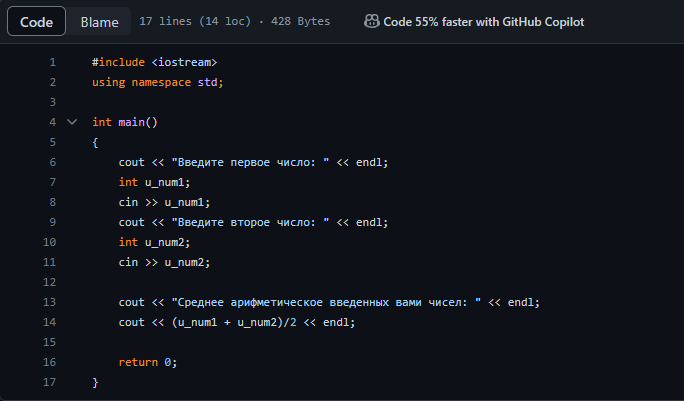 Code Blame 17 lines (14 loc) · 428 Bytes Code 55% faster with GitHub Copilot
1 #include <iostream>
2 using namespace std;
3
4 int main()
5 {
6 cout << "Введите первое число: " << endl;
7 int u_num1;
8 cin >> u_num1;
9 cout << "Введите второе число: " << endl;
10 int u_num2;
11 cin >> u_num2;
12
13 cout << "Среднее арифметическое введенных вами чисел: " << endl;
14 cout << (u_num1 + u_num2)/2 << endl;
15
16 return 0;
17 }